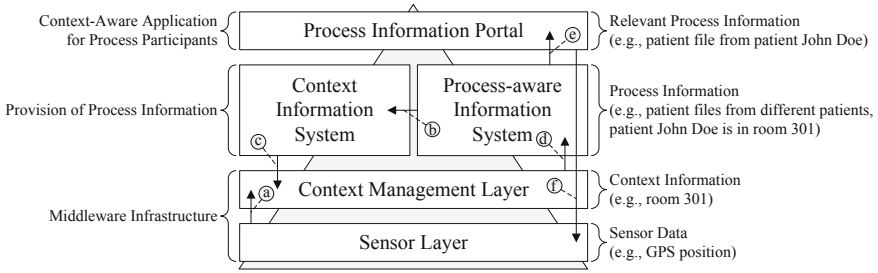 Context-Aware Application
for Process Participants
Process Information Portal
e
Relevant Process Information
(e.g., patient file from patient John Doe)
Provision of Process Information
Context
Information
System
c
b
Process-aware
Information
System
d
Process Information
(e.g., patient files from different patients,
patient John Doe is in room 301)
Middleware Infrastructure
a
Context Management Layer
f
Context Information
(e.g., room 301)
Sensor Layer
Sensor Data
(e.g., GPS position)